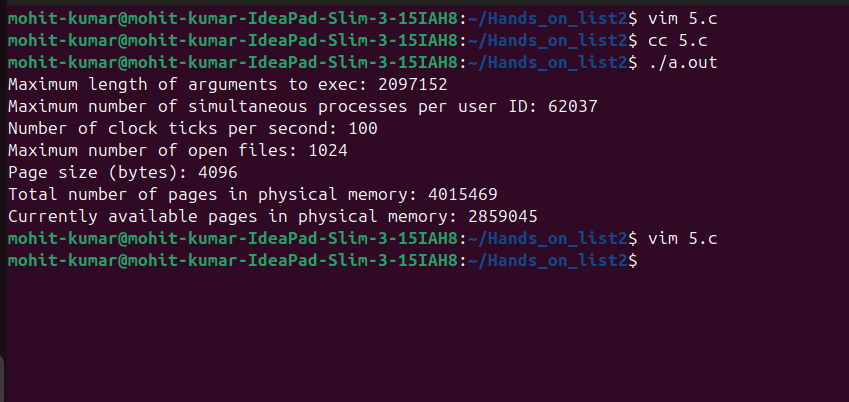 mohit-kumar@mohit-kumar-IdeaPad-Slim-3-15IAH8:~/Hands_on_list2$ vim 5.c
mohit-kumar@mohit-kumar-IdeaPad-Slim-3-15IAH8:~/Hands_on_list2$ cc 5.c
mohit-kumar@mohit-kumar-IdeaPad-Slim-3-15IAH8:~/Hands_on_list2$ ./a.out
Maximum length of arguments to exec: 2097152
Maximum number of simultaneous processes per user ID: 62037
Number of clock ticks per second: 100
Maximum number of open files: 1024
Page size (bytes): 4096
Total number of pages in physical memory: 4015469
Currently available pages in physical memory: 2859045
mohit-kumar@mohit-kumar-IdeaPad-Slim-3-15IAH8:~/Hands_on_list2$ vim 5.c
mohit-kumar@mohit-kumar-IdeaPad-Slim-3-15IAH8:~/Hands_on_list2$